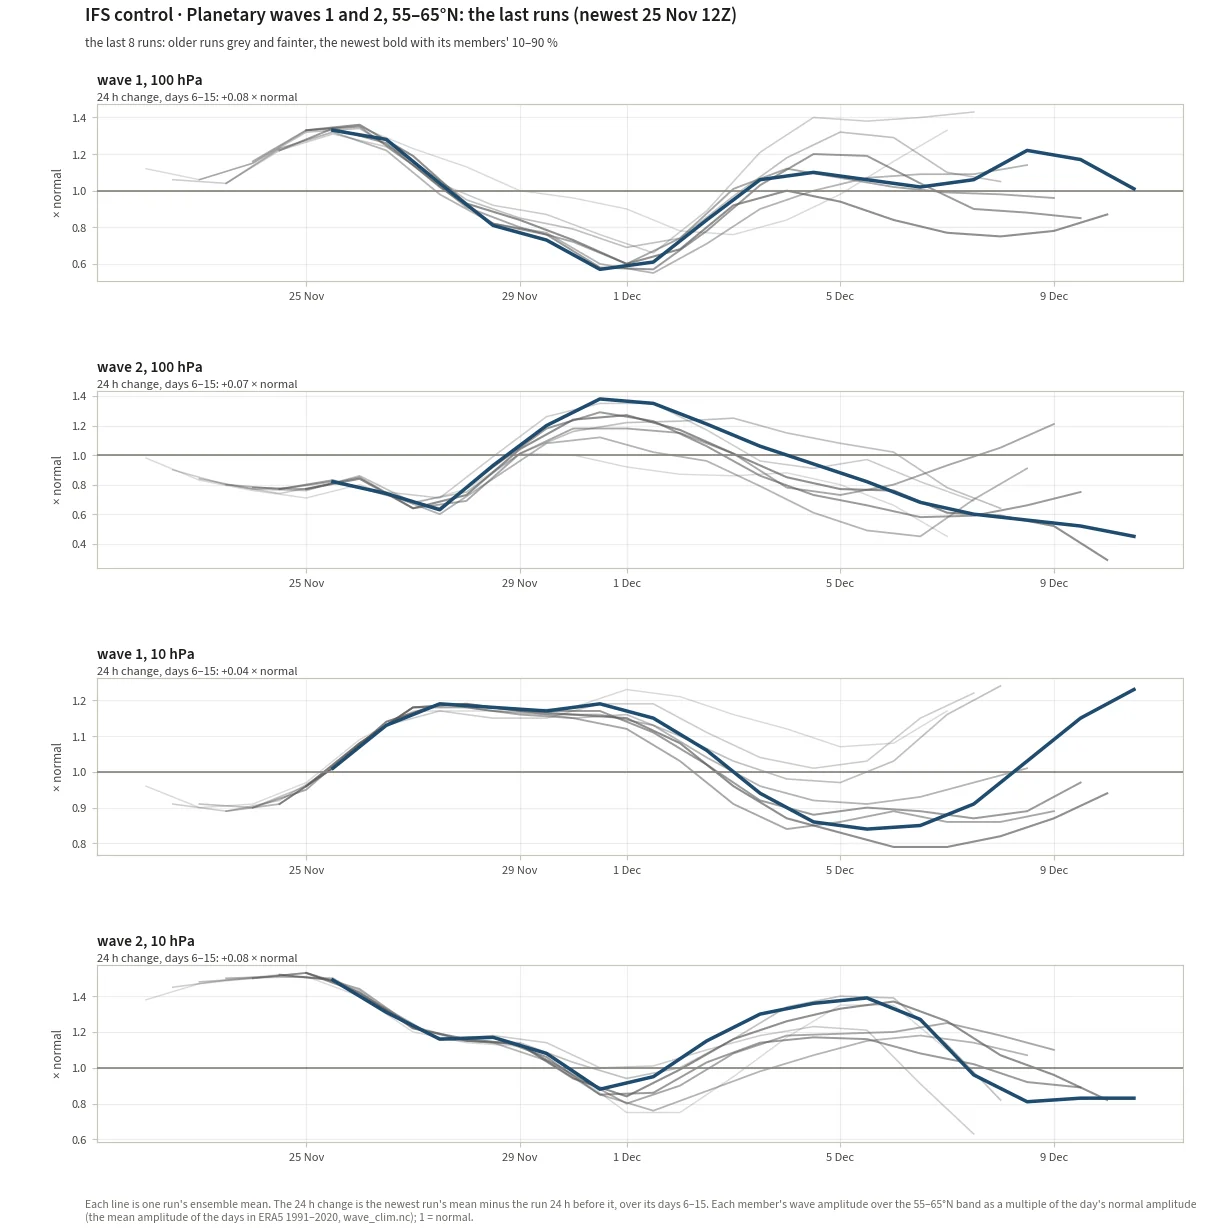 IFS control · Planetary waves 1 and 2, 55–65°N: the last runs (newest 25 Nov 12Z)
the last 8 runs: older runs grey and fainter, the newest bold with its members' 10–90 %
wave 1, 100 hPa
24 h change, days 6–15: +0.08 × normal
1.4
1.2
1.0
0.8
0.6
× normal
25 Nov
29 Nov
1 Dec
5 Dec
9 Dec
wave 2, 100 hPa
24 h change, days 6–15: +0.07 × normal
1.4
1.2
1.0
0.8
0.6
0.4
× normal
25 Nov
29 Nov
1 Dec
5 Dec
9 Dec
wave 1, 10 hPa
24 h change, days 6–15: +0.04 × normal
1.2
1.1
1.0
0.9
0.8
× normal
25 Nov
29 Nov
1 Dec
5 Dec
9 Dec
wave 2, 10 hPa
24 h change, days 6–15: +0.08 × normal
1.4
1.2
1.0
0.8
0.6
× normal
25 Nov
29 Nov
1 Dec
5 Dec
9 Dec
Each line is one run's ensemble mean. The 24 h change is the newest run's mean minus the run 24 h before it, over its days 6–15. Each member's wave amplitude over the 55–65°N band as a multiple of the day's normal amplitude
(the mean amplitude of the days in ERA5 1991–2020, wave_clim.nc); 1 = normal.